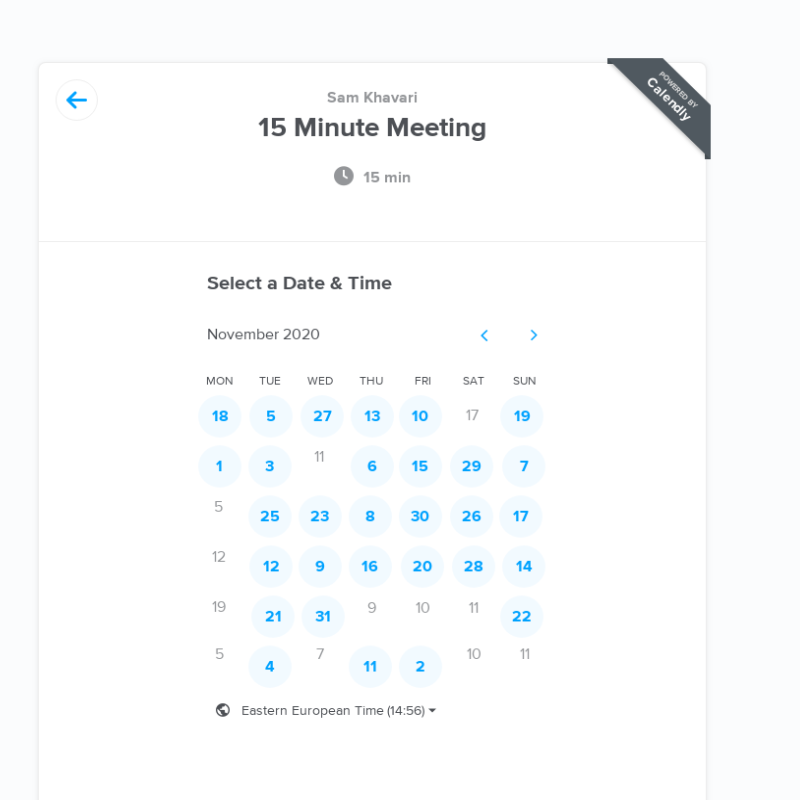 POWERED BY
Calendly
Sam Khavari
15 Minute Meeting
15 min
Select a Date & Time
November 2020
MON TUE WED THU FRI SAT SUN
18 5 27 13 10 17 19
1 3 11 6 15 29 7
5 25 23 8 30 26 17
12 12 9 16 20 28 14
19 21 31 9 10 11 22
5 4 7 11 2 10 11
Eastern European Time (14:56)